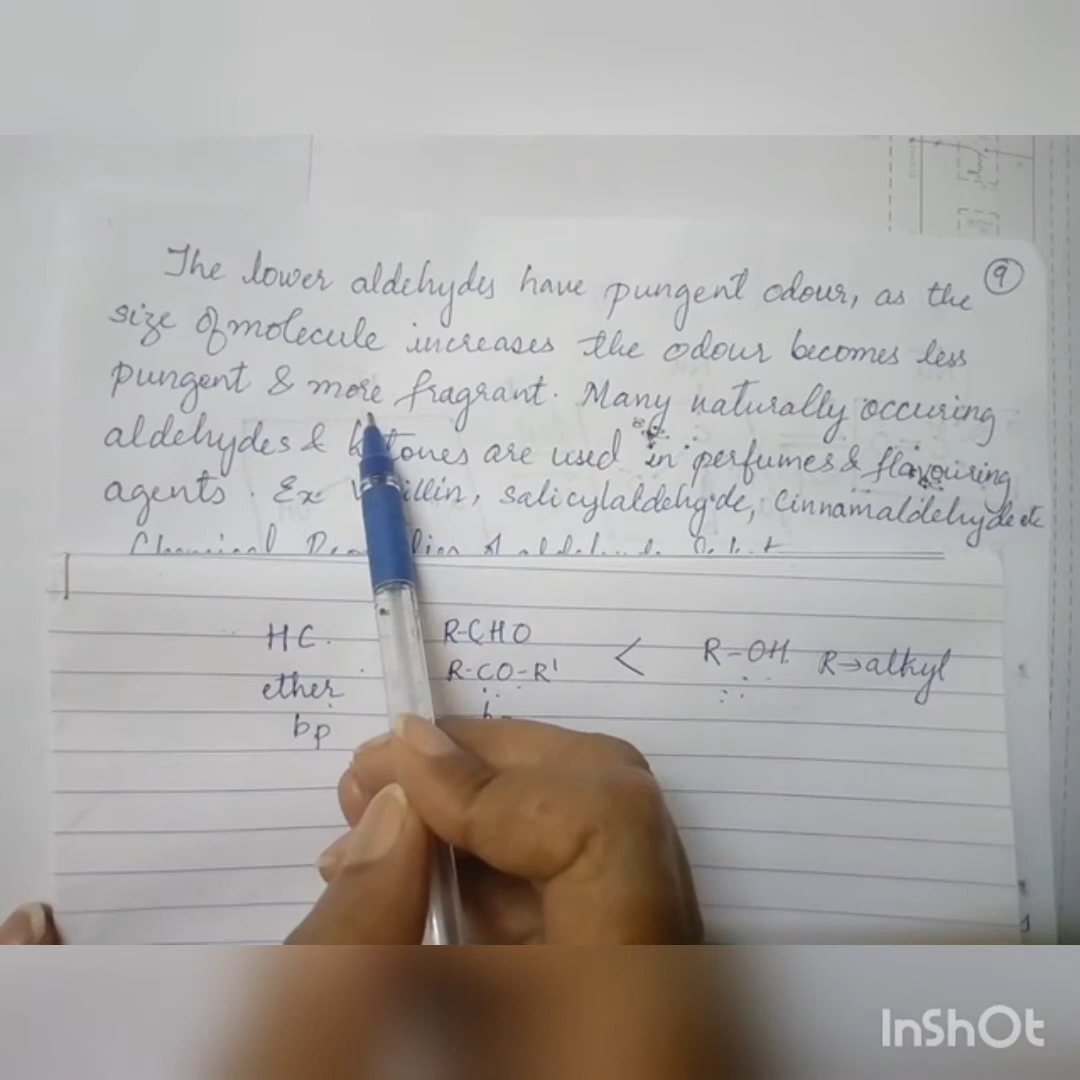 The lower aldehydes have pungent odour, as the
9
size of molecule increases the odour becomes less
pungent & more fragrant. Many naturally occuring
aldehydes & are used in perfumes & flavouring
agents. Ex , Salicylaldehyde, Cinnamaldehyde etc
HC. R-CHO < R-OH. R→alkyl
ether R-CO-R'
bp
InShOt